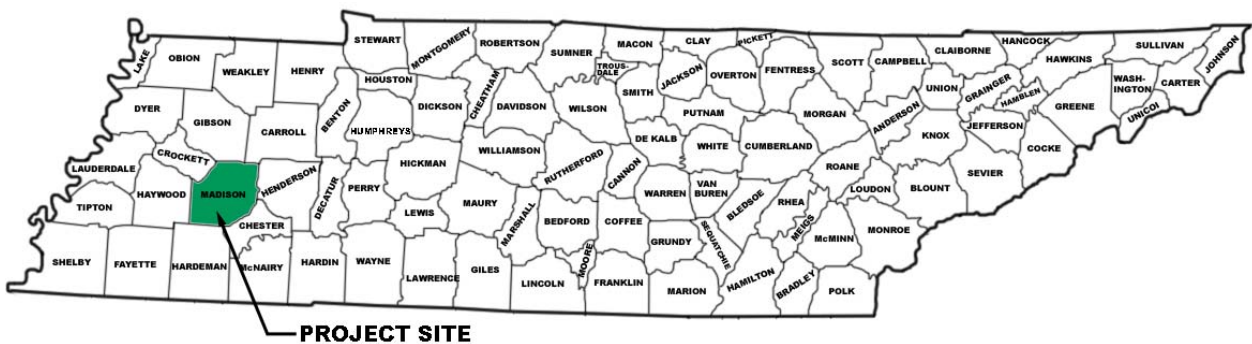 LAKE
OBION
WEAKLEY
HENRY
STEWART
MONTGOMERY
ROBERTSON
SUMNER
MACON
TROUS-
DALE
CLAY
PICKETT
JACKSON
OVERTON
FENTRESS
SCOTT
CAMPBELL
CLAIBORNE
HANCOCK
HAWKINS
SULLIVAN
JOHNSON
CARTER
WASH-
INGTON
UNICOI
GREENE
HAMBLEN
GRAINGER
UNION
ANDERSON
MORGAN
PUTNAM
SMITH
WILSON
DAVIDSON
CHEATHAM
DICKSON
HOUSTON
HUMPHREYS
BENTON
CARROLL
GIBSON
DYER
LAUDERDALE
CROCKETT
HAYWOOD
TIPTON
MADISON
HENDERSON
DECATUR
PERRY
HICKMAN
WILLIAMSON
RUTHERFORD
CANNON
DE KALB
WHITE
CUMBERLAND
ROANE
KNOX
JEFFERSON
COCKE
SEVIER
BLOUNT
LOUDON
MONROE
McMINN
MEIGS
RHEA
BLEDSOE
VAN
BUREN
WARREN
COFFEE
BEDFORD
MARSHALL
MAURY
LEWIS
CHESTER
SHELBY
FAYETTE
HARDEMAN
McNAIRY
HARDIN
WAYNE
LAWRENCE
GILES
LINCOLN
MOORE
FRANKLIN
GRUNDY
MARION
SEQUATCHIE
HAMILTON
BRADLEY
POLK
PROJECT SITE